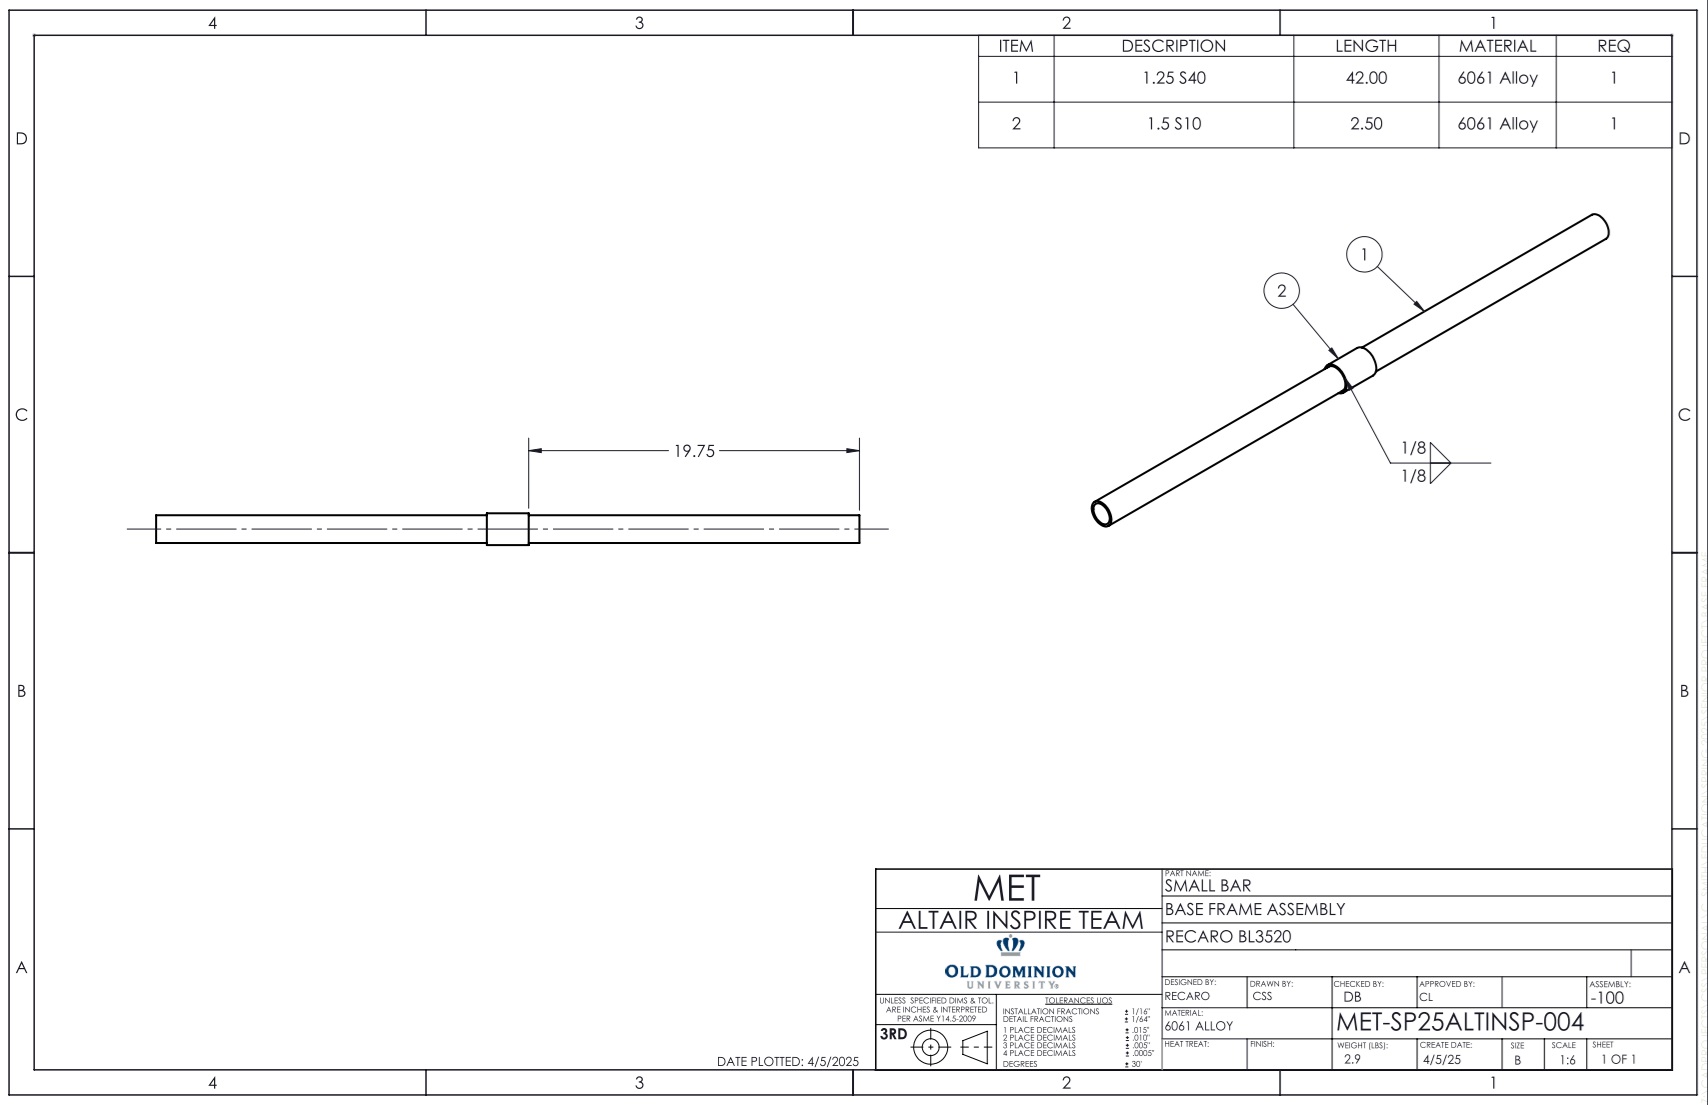 4 3 2 1
ITEM DESCRIPTION LENGTH MATERIAL REQ
1 1.25 S40 42.00 6061 Alloy 1
2 1.5 S10 2.50 6061 Alloy 1
D D
1
2
C C
1/8
1/8
19.75
B B
A A
MET
ALTAIR INSPIRE TEAM
OLD DOMINION
UNIVERSITY
UNLESS SPECIFIED DIMS & TOL.
ARE INCHES & INTERPRETED
PER ASME Y14.5-2009
3RD
TOLERANCES UOS
INSTALLATION FRACTIONS ± 1/16"
DETAIL FRACTIONS ± 1/64"
1 PLACE DECIMALS ± .015"
2 PLACE DECIMALS ± .010"
3 PLACE DECIMALS ± .005"
4 PLACE DECIMALS ± .0005"
DEGREES ± 30'
PART NAME:
SMALL BAR
BASE FRAME ASSEMBLY
RECARO BL3520
DESIGNED BY: DRAWN BY: CHECKED BY: APPROVED BY: ASSEMBLY:
RECARO CSS DB CL -100
MATERIAL:
6061 ALLOY
MET-SP25ALTINSP-004
HEAT TREAT: FINISH: WEIGHT (LBS): CREATE DATE: SIZE SCALE SHEET
2.9 4/5/25 B 1:6 1 OF 1
DATE PLOTTED: 4/5/2025
4 3 2 1